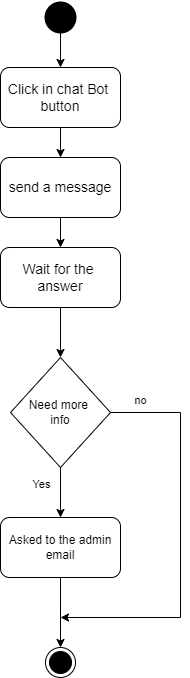 Click in chat Bot
button
send a message
Wait for the
answer
Need more
info
no
Yes
Asked to the admin
email